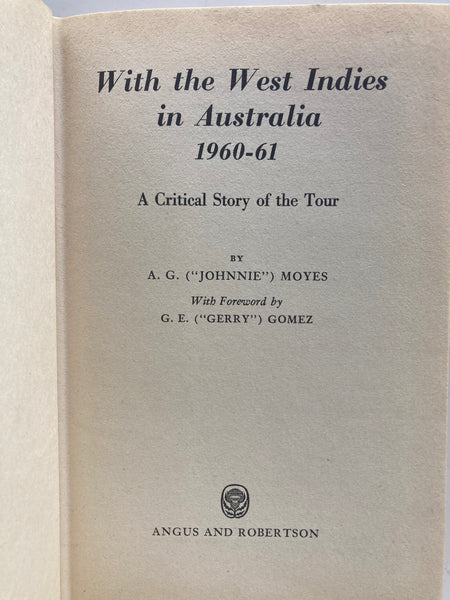 With the West Indies
in Australia
1960-61
A Critical Story of the Tour
BY
A. G. ("JOHNNIE") MOYES
With Foreword by
G. E. ("GERRY") GOMEZ
ANGUS AND ROBERTSON